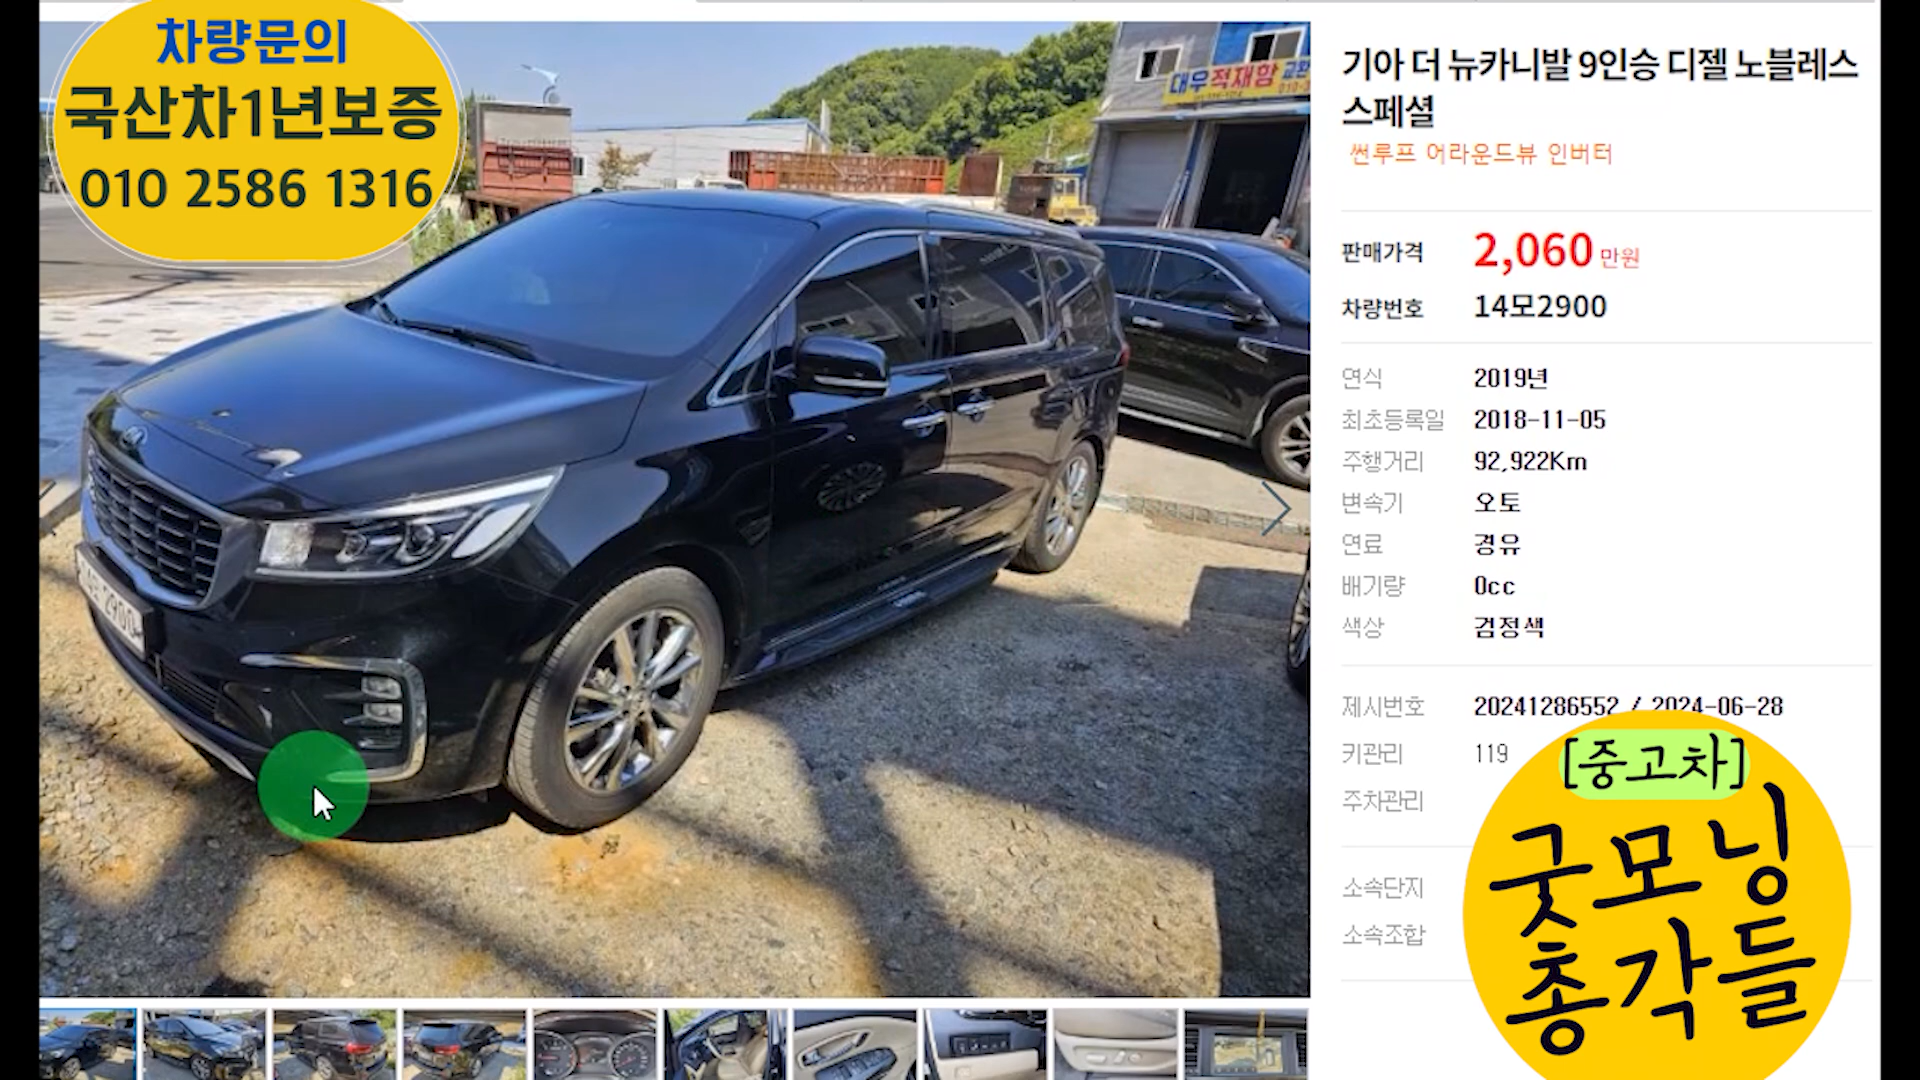 차량문의
국산차1년보증
010 2586 1316
대우적재함
기아 더 뉴카니발 9인승 디젤 노블레스
스페셜
썬루프 어라운드뷰 인버터
판매가격 2,060 만원
차량번호 14모2900
연식 2019년
최초등록일 2018-11-05
주행거리 92,922Km
변속기 오토
연료 경유
배기량 0cc
색상 검정색
제시번호 20241286552 / 2024-06-28
키관리 119
주차관리
소속단지
소속조합
[중고차]
굿모닝
총각들